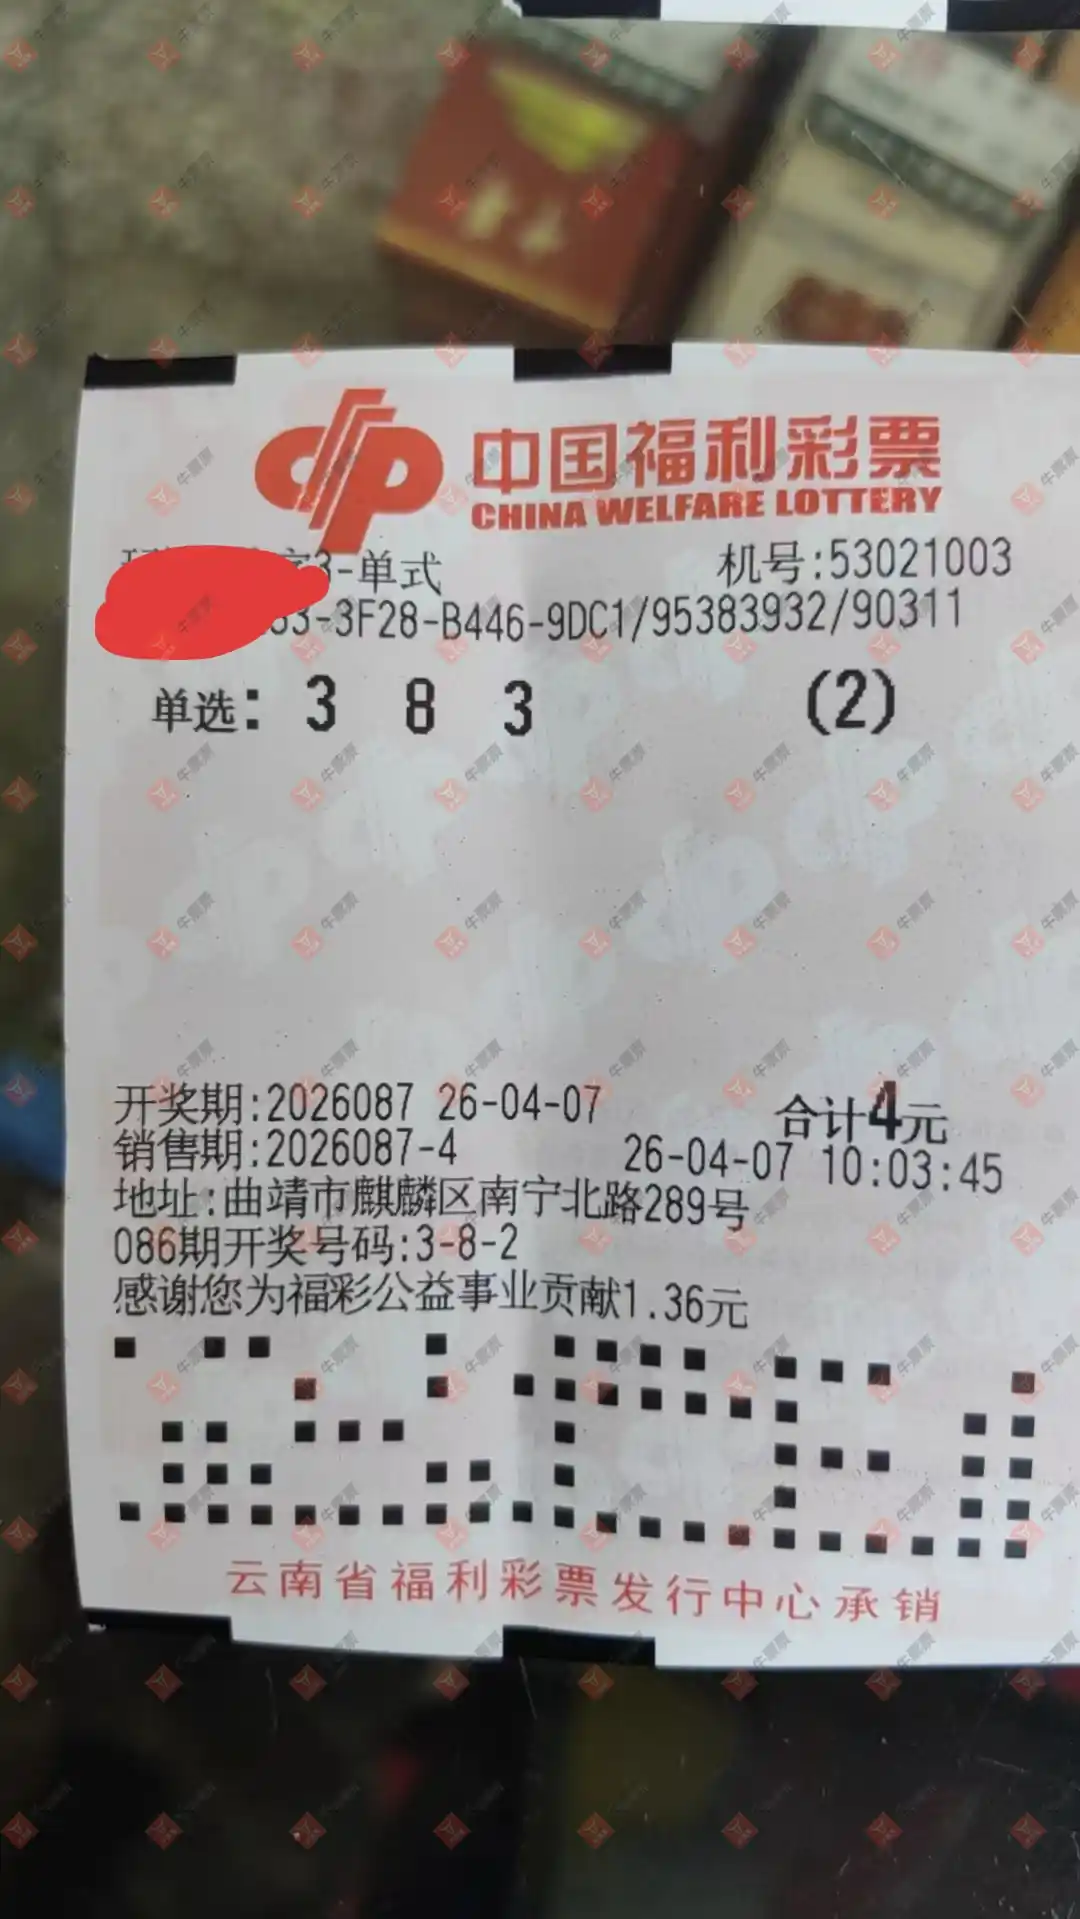 中国福利彩票
CHINA WELFARE LOTTERY
3-单式 机号:53021003
3-3F28-B446-9DC1/95383932/90311
单选: 3 8 3 (2)
开奖期:2026087 26-04-07 合计4元
销售期:2026087-4 26-04-07 10:03:45
地址:曲靖市麒麟区南宁北路289号
086期开奖号码:3-8-2
感谢您为福彩公益事业贡献1.36元
云南省福利彩票发行中心承销
牛票票